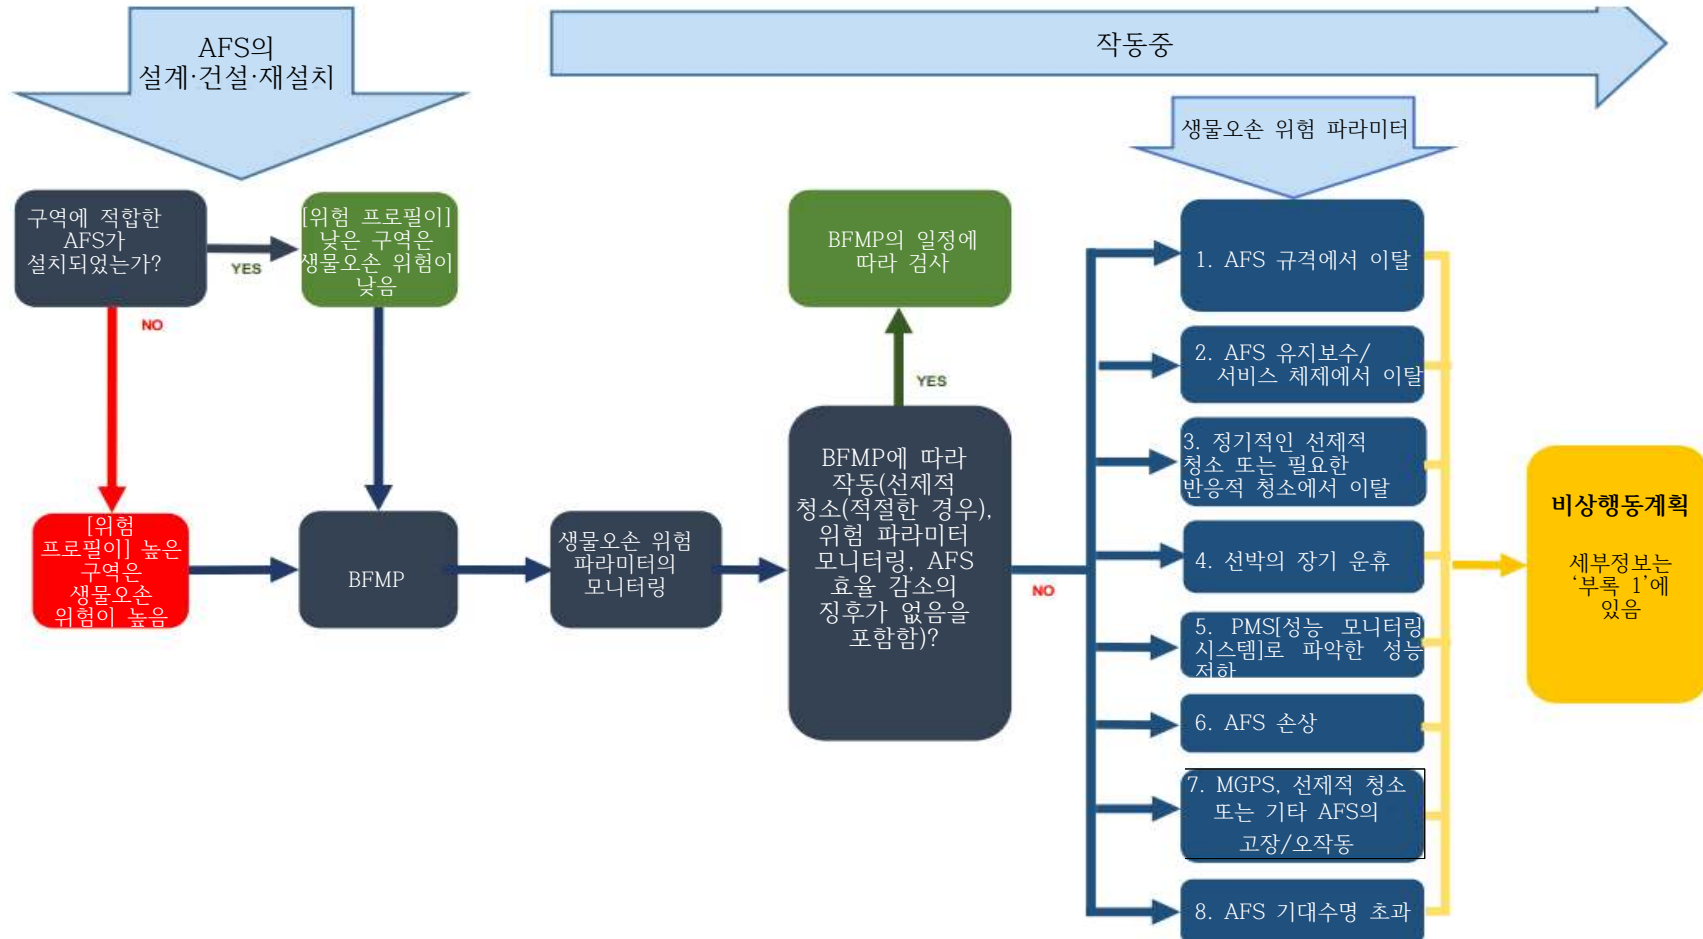 AFS의
설계·건설·재설치
작동중
생물오손 위험 파라미터
구역에 적합한
AFS가
설치되었는가?
YES
NO
[위험 프로필이]
낮은 구역은
생물오손 위험이
낮음
[위험
프로필이] 높은
구역은
생물오손
위험이 높음
BFMP
생물오손 위험
파라미터의
모니터링
BFMP의 일정에
따라 검사
YES
BFMP에 따라
작동(선제적
청소(적절한 경우),
위험 파라미터
모니터링, AFS
효율 감소의
징후가 없음을
포함함)?
NO
1. AFS 규격에서 이탈
2. AFS 유지보수/
서비스 체제에서 이탈
3. 정기적인 선제적
청소 또는 필요한
반응적 청소에서 이탈
4. 선박의 장기 운휴
5. PMS[성능 모니터링
시스템]로 파악한 성능
저하
6. AFS 손상
7. MGPS, 선제적 청소
또는 기타 AFS의
고장/오작동
8. AFS 기대수명 초과
비상행동계획
세부정보는
‘부록 1’에
있음